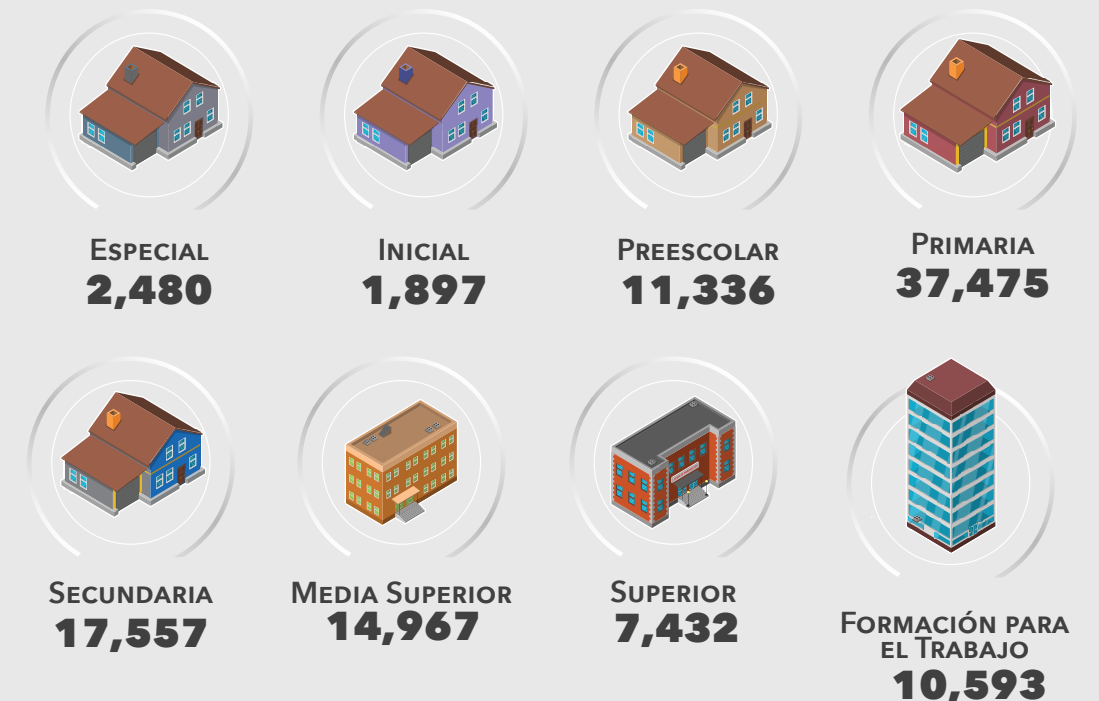 Especial
2,480
Inicial
1,897
Preescolar
11,336
Primaria
37,475
Secundaria
17,557
Media Superior
14,967
Superior
7,432
Formación para
el Trabajo
10,593